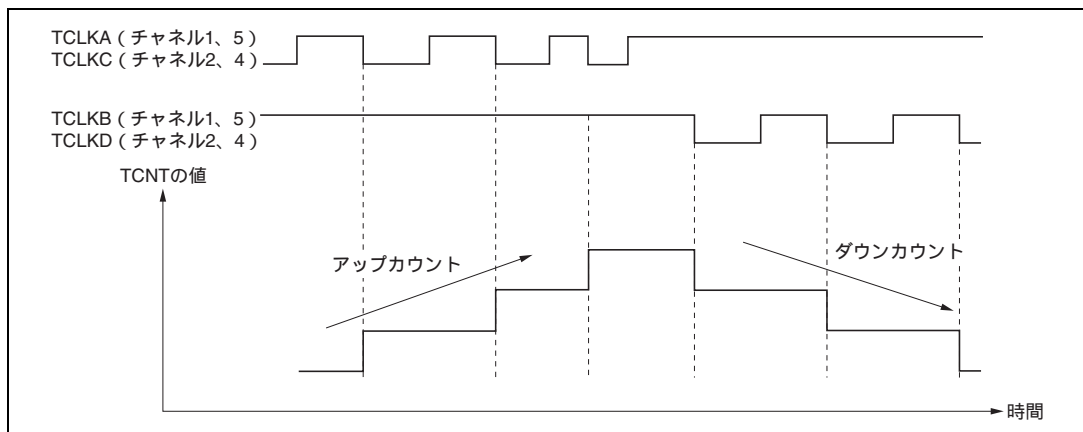 TCLKA（チャネル1、5）
TCLKC（チャネル2、4）
TCLKB（チャネル1、5）
TCLKD（チャネル2、4）
TCNTの値
アップカウント
ダウンカウント
時間